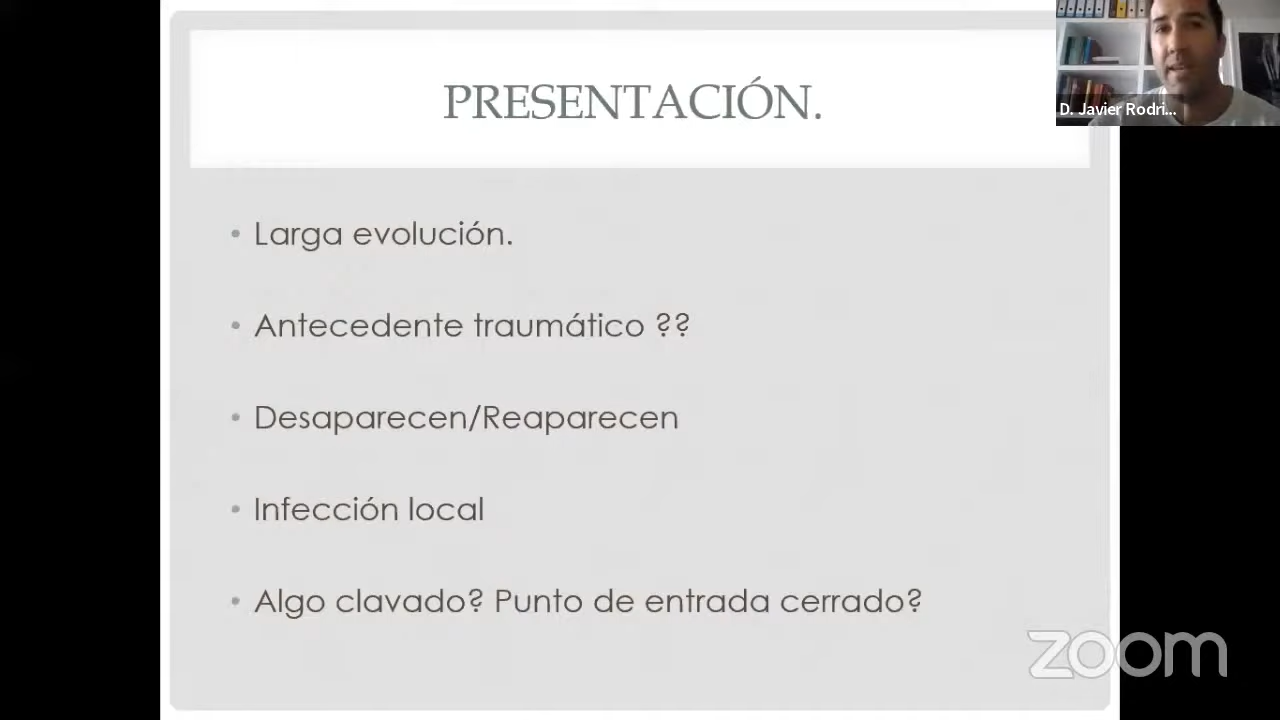 PRESENTACIÓN.
D. Javier Rodri...
• Larga evolución.
• Antecedente traumático ??
• Desaparecen/Reaparecen
• Infección local
• Algo clavado? Punto de entrada cerrado?
zoom